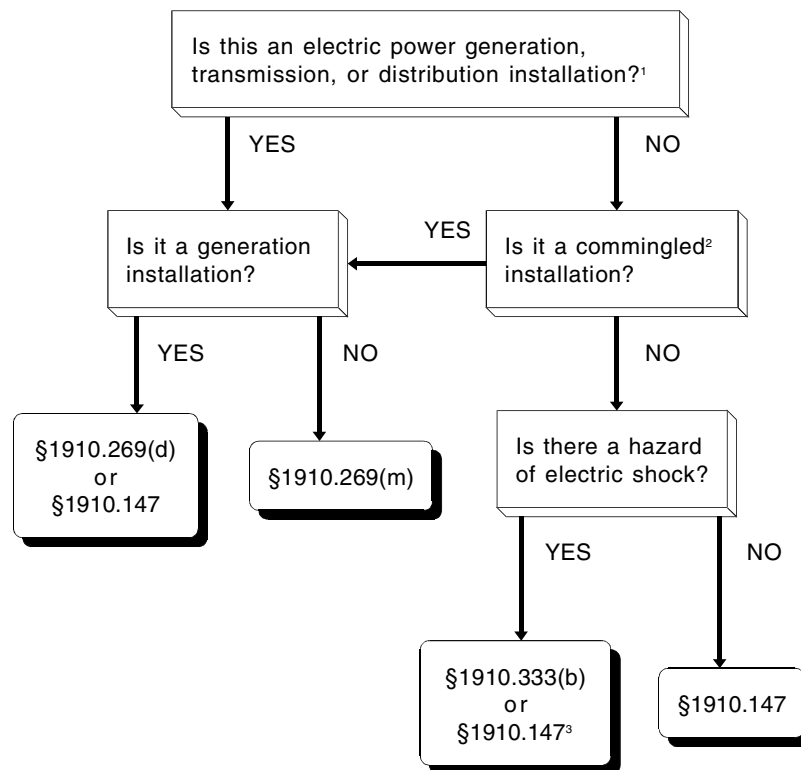 Is this an electric power generation,
transmission, or distribution installation?¹
YES
NO
Is it a generation
installation?
YES
Is it a commingled²
installation?
YES
NO
NO
§1910.269(d)
or
§1910.147
§1910.269(m)
Is there a hazard
of electric shock?
YES
NO
§1910.333(b)
or
§1910.147³
§1910.147